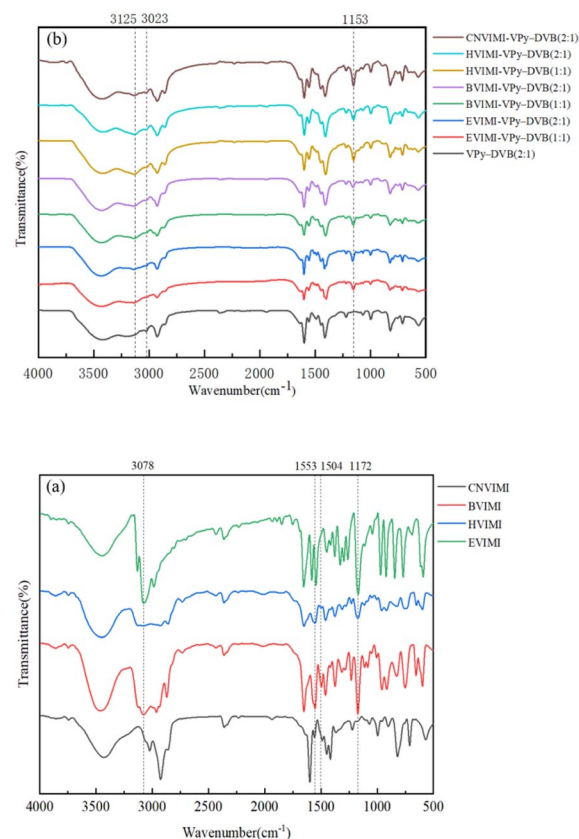 3125 3023 1153
(b)
CNVIMI-VPy–DVB(2:1)
HVIMI-VPy–DVB(2:1)
HVIMI-VPy–DVB(1:1)
BVIMI-VPy–DVB(2:1)
BVIMI-VPy–DVB(1:1)
EVIMI-VPy–DVB(2:1)
EVIMI-VPy–DVB(1:1)
VPy–DVB(2:1)
Transmittance(%)
4000 3500 3000 2500 2000 1500 1000 500
Wavenumber(cm⁻¹)
3078 1553 1504 1172
(a)
CNVIMI
BVIMI
HVIMI
EVIMI
Transmittance(%)
4000 3500 3000 2500 2000 1500 1000 500
Wavenumber(cm⁻¹)